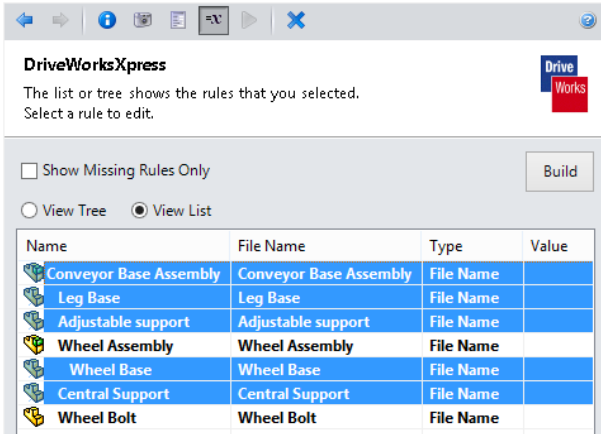 =x
DriveWorksXpress
Drive
Works
The list or tree shows the rules that you selected.
Select a rule to edit.
Show Missing Rules Only
Build
View Tree View List
Name File Name Type Value
Conveyor Base Assembly Conveyor Base Assembly File Name
Leg Base Leg Base File Name
Adjustable support Adjustable support File Name
Wheel Assembly Wheel Assembly File Name
Wheel Base Wheel Base File Name
Central Support Central Support File Name
Wheel Bolt Wheel Bolt File Name